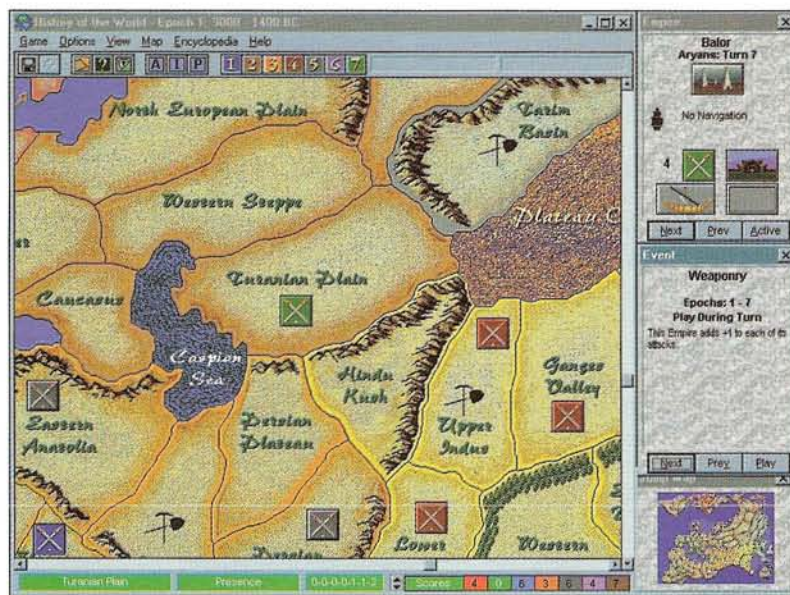 History of the World - Epoch 1: 3000 - 1400 BC
Game Options View Map Encyclopedia Help
A I P 1 2 3 4 5 6 7
North European Plain
Tarim
Basin
Western Steppe
Plateau
Caucasus
Turanian Plain
Caspian
Sea
Hindu
Kush
Ganges
Valley
Upper
Indus
Eastern
Anatolia
Persian
Plateau
Persian
Lower
Western
Turanian Plain
Presence
0-0-0-0-1-1-2
Scores 4 0 6 3 6 4 7
Empire
Balor
Aryans: Turn 7
No Navigation
4
Next Prev Active
Event
Weaponry
Epochs: 1 - 7
Play During Turn
This Empire adds +1 to each of its
attacks.
Next Prev Play